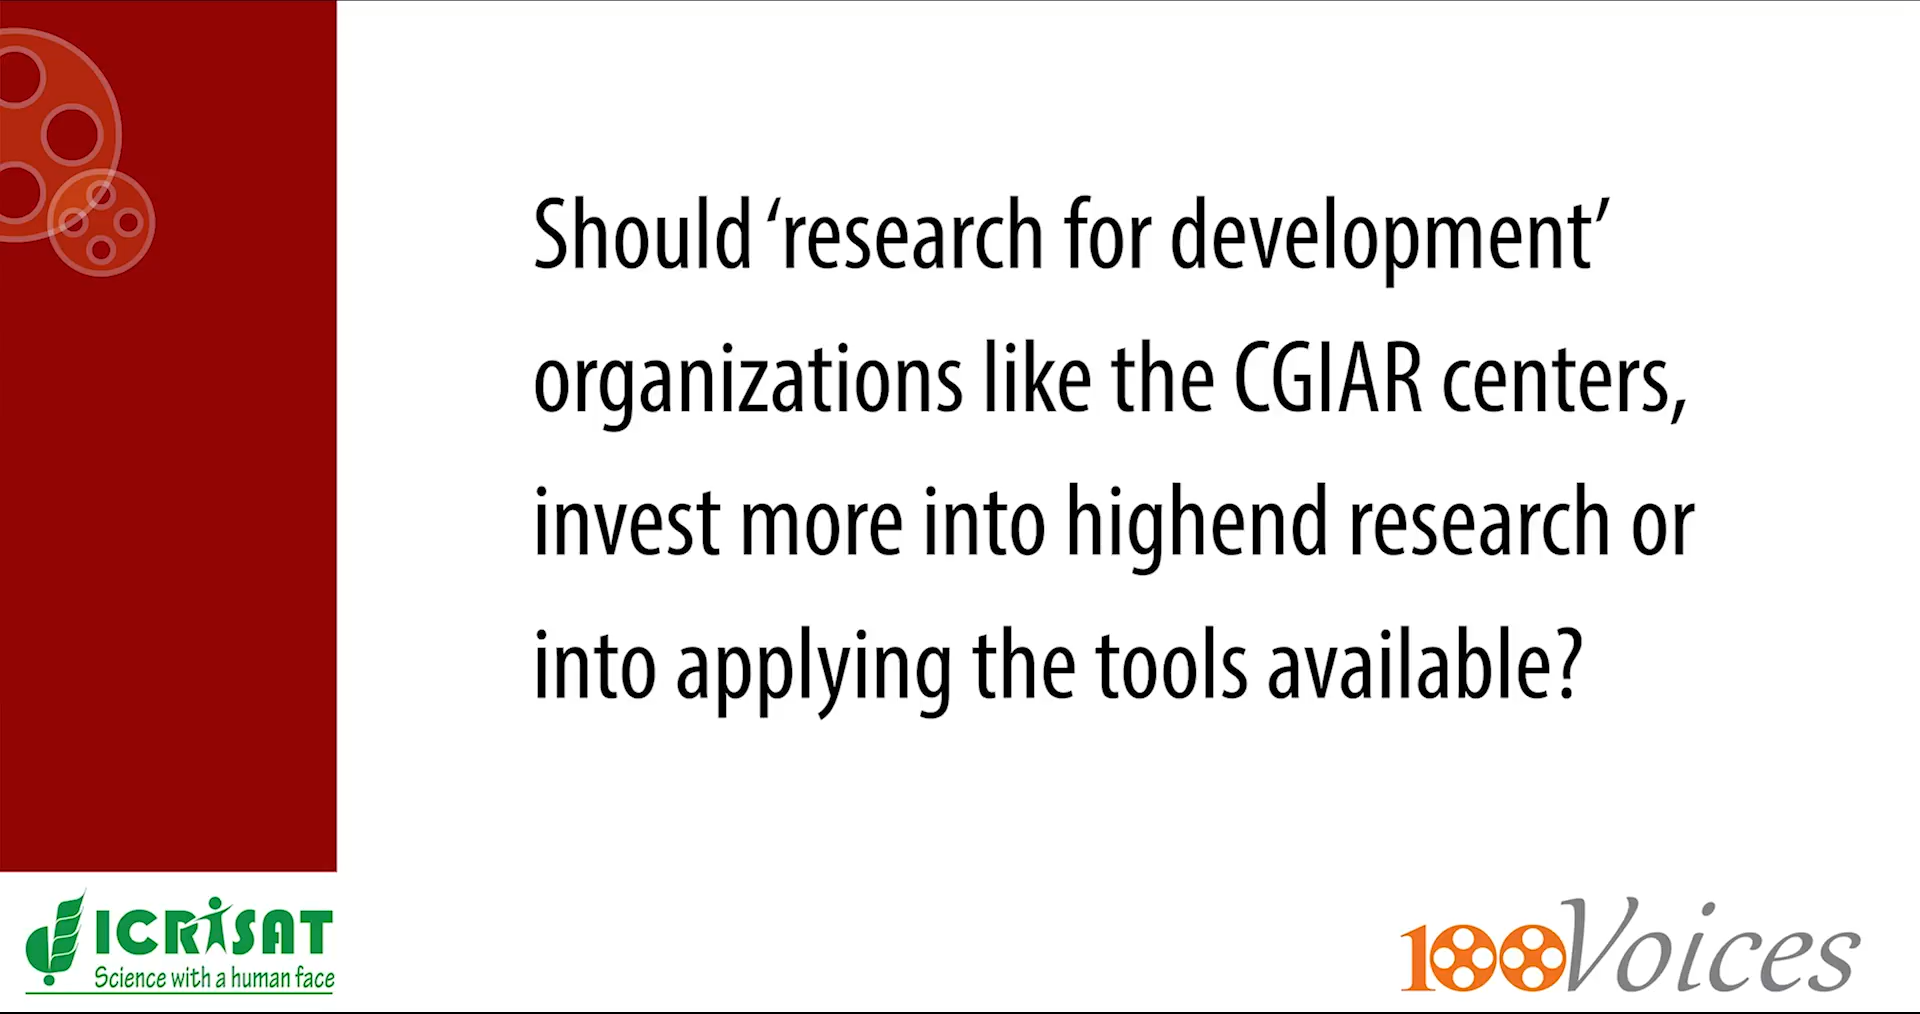 Should ‘research for development’
organizations like the CGIAR centers,
invest more into highend research or
into applying the tools available?
ICRISAT
Science with a human face
100Voices